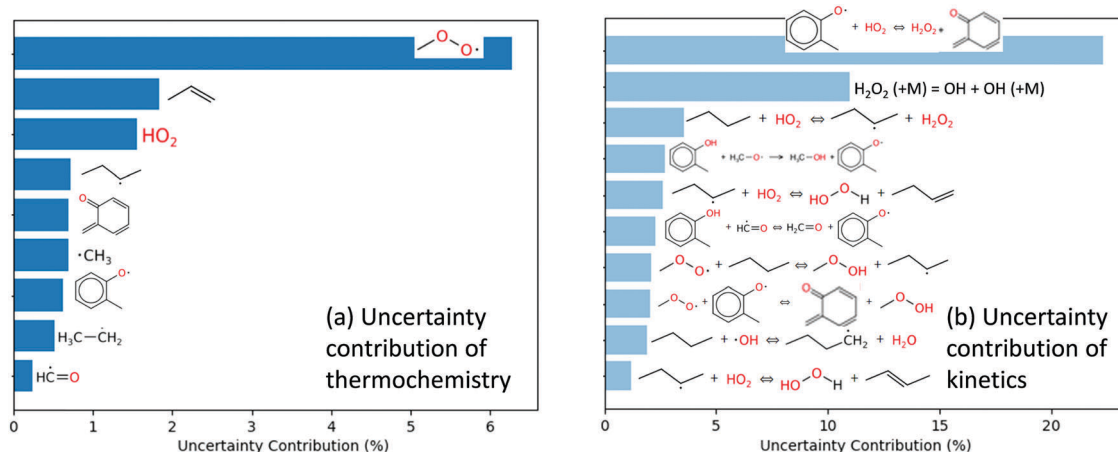 O
O·
HO₂
O
·CH₃
O·
H₃C—ĊH₂
HĊ=O
(a) Uncertainty
contribution of
thermochemistry
0 1 2 3 4 5 6
Uncertainty Contribution (%)
O· + HO₂ ⇔ H₂O₂ + O
H₂O₂ (+M) = OH + OH (+M)
+ HO₂ ⇔ + H₂O₂
OH + H₃C—O· → H₃C—OH + O·
+ HO₂ ⇔ HO O H +
OH + HĊ=O ⇔ H₂C=O + O·
O O· + ⇔ O OH +
O O· + O· ⇔ O + O OH
+ ·OH ⇔ ĊH₂ + H₂O
+ HO₂ ⇔ HO O H +
(b) Uncertainty
contribution of
kinetics
0 5 10 15 20
Uncertainty Contribution (%)